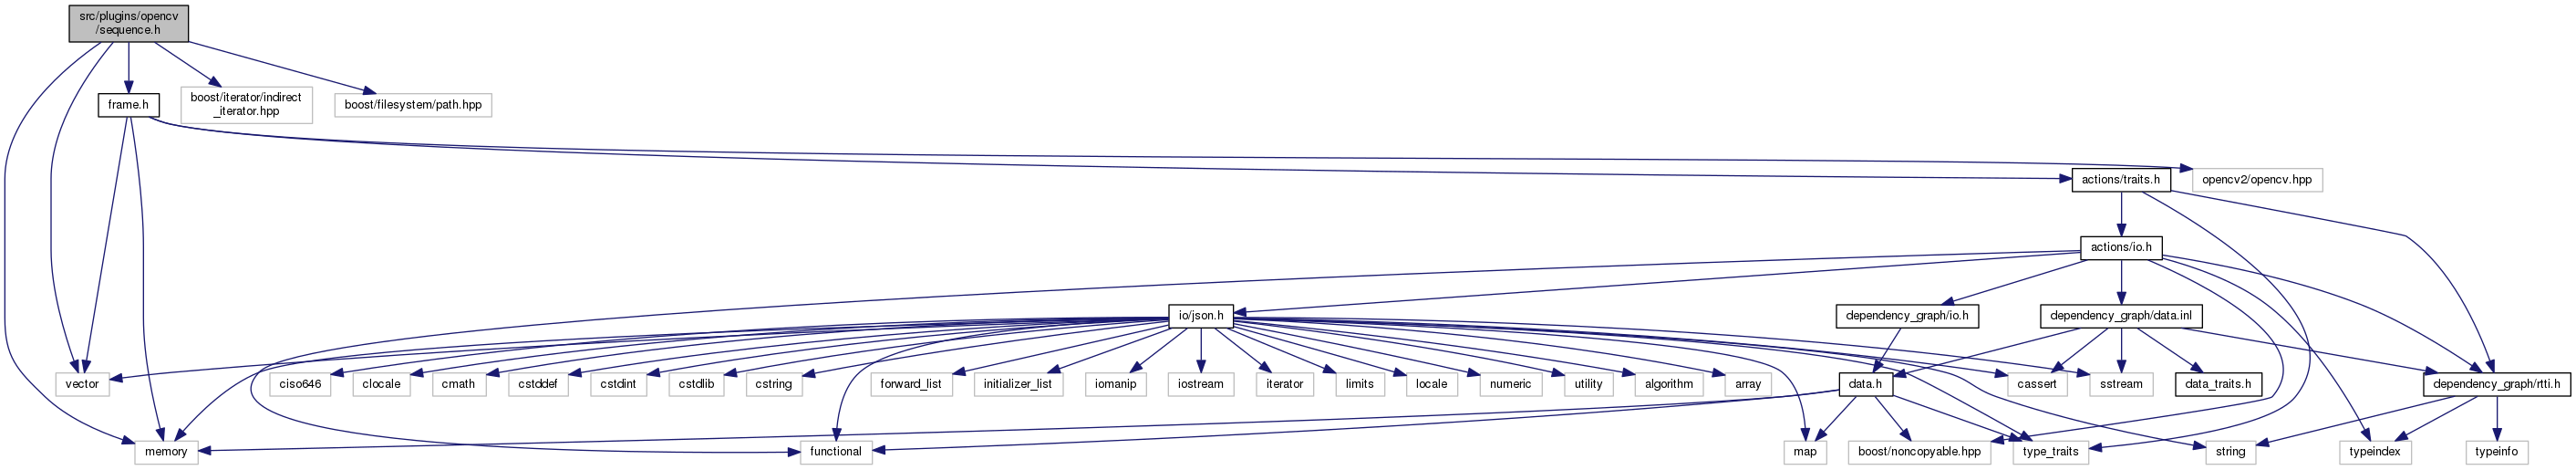 src/plugins/opencv
/sequence.h
frame.h
boost/iterator/indirect
_iterator.hpp
boost/filesystem/path.hpp
actions/traits.h
opencv2/opencv.hpp
actions/io.h
io/json.h
dependency_graph/io.h
dependency_graph/data.inl
vector
ciso646
clocale
cmath
cstddef
cstdint
cstdlib
cstring
forward_list
initializer_list
iomanip
iostream
iterator
limits
locale
numeric
utility
algorithm
array
data.h
cassert
sstream
data_traits.h
dependency_graph/rtti.h
memory
functional
map
boost/noncopyable.hpp
type_traits
string
typeindex
typeinfo